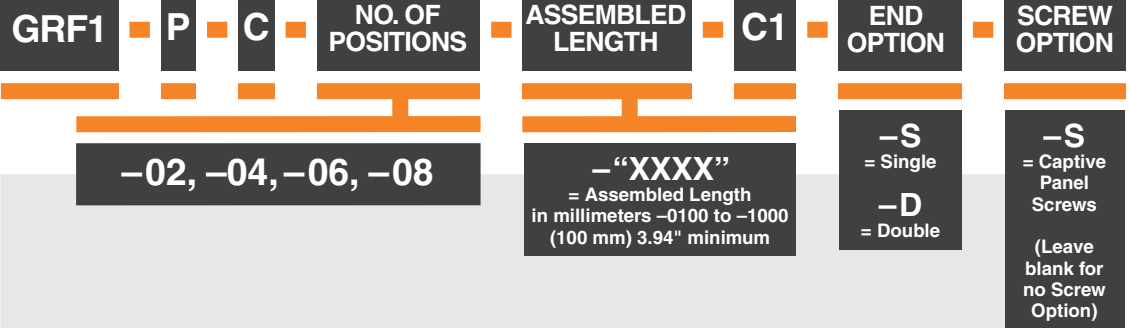 GRF1 P C NO. OF POSITIONS ASSEMBLED LENGTH C1 END OPTION SCREW OPTION
–02, –04, –06, –08
–“XXXX”
= Assembled Length
in millimeters –0100 to –1000
(100 mm) 3.94" minimum
–S
= Single
–D
= Double
–S
= Captive
Panel
Screws
(Leave
blank for
no Screw
Option)